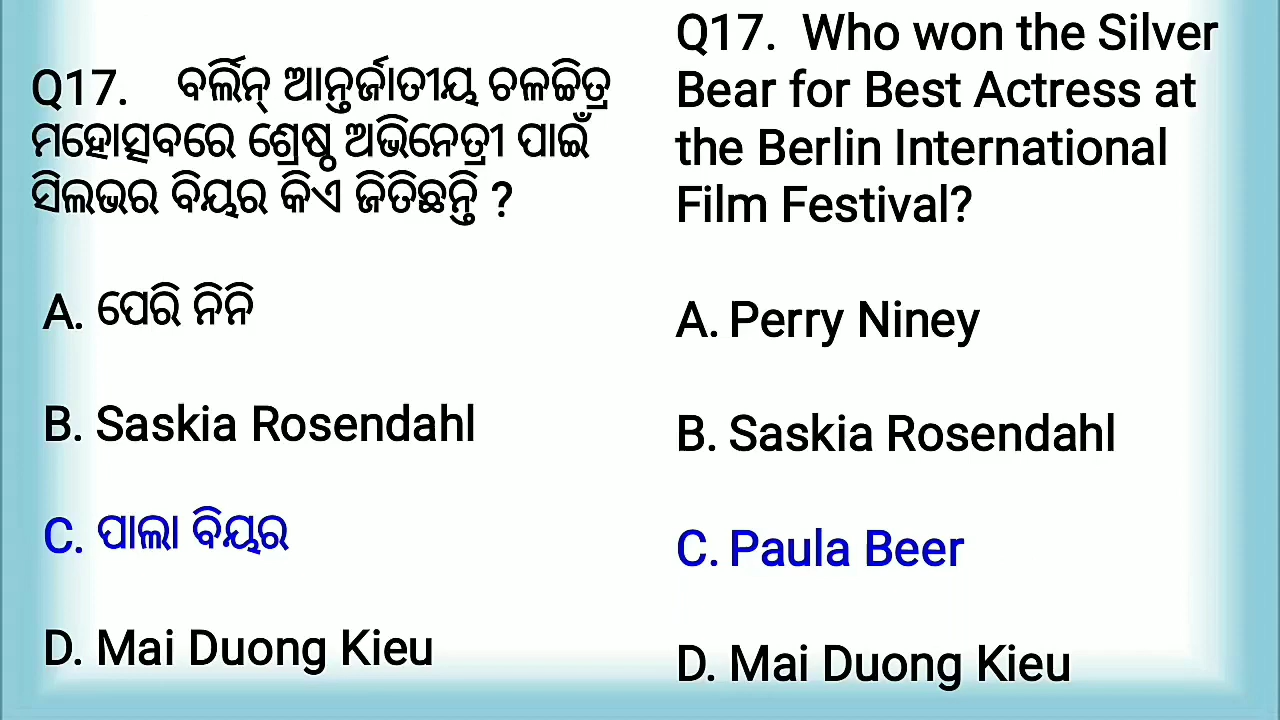 Q17. ବର୍ଲିନ୍ ଆନ୍ତର୍ଜାତୀୟ ଚଳଚ୍ଚିତ୍ର
ମହୋତ୍ସବରେ ଶ୍ରେଷ୍ଠ ଅଭିନେତ୍ରୀ ପାଇଁ
ସିଲଭର ବିୟର କିଏ ଜିତିଛନ୍ତି ?
A. ପେରି ନିନି
B. Saskia Rosendahl
C. ପାଲା ବିୟର
D. Mai Duong Kieu
Q17. Who won the Silver
Bear for Best Actress at
the Berlin International
Film Festival?
A. Perry Niney
B. Saskia Rosendahl
C. Paula Beer
D. Mai Duong Kieu